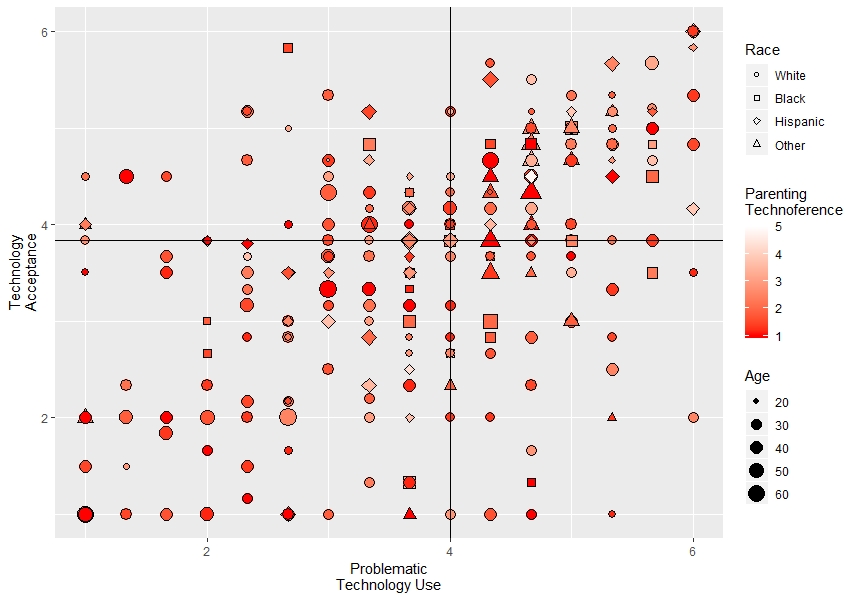 6
4
2
Technology
Acceptance
2
4
6
Problematic
Technology Use
Race
White
Black
Hispanic
Other
Parenting
Technoference
5
4
3
2
1
Age
20
30
40
50
60